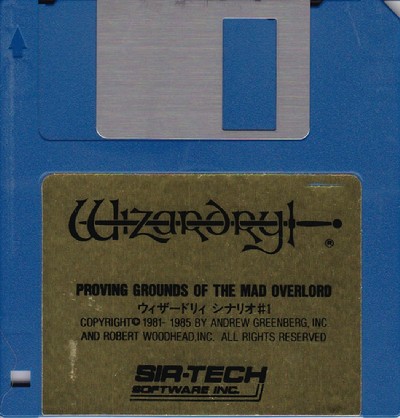 Wizardry®
PROVING GROUNDS OF THE MAD OVERLORD
ウィザードリィ シナリオ#1
COPYRIGHT© 1981-1985 BY ANDREW GREENBERG, INC
AND ROBERT WOODHEAD, INC. ALL RIGHTS RESERVED
SIR-TECH
SOFTWARE INC.